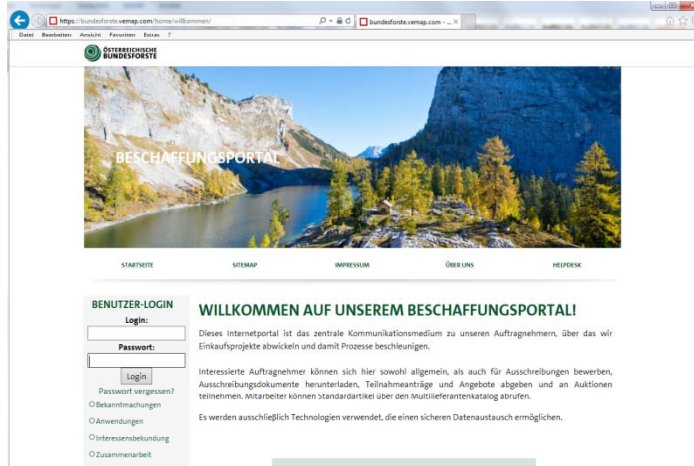 https://bundesforste.vemap.com/home/willkommen/
bundesforste.vemap.com - ...
Datei Bearbeiten Ansicht Favoriten Extras ?
ÖSTERREICHISCHE
BUNDESFORSTE
BESCHAFFUNGSPORTAL
STARTSEITE SITEMAP IMPRESSUM ÜBER UNS HELPDESK
BENUTZER-LOGIN
Login:
Passwort:
Login
Passwort vergessen?
Bekanntmachungen
Anwendungen
Interessensbekundung
Zusammenarbeit
WILLKOMMEN AUF UNSEREM BESCHAFFUNGSPORTAL!
Dieses Internetportal ist das zentrale Kommunikationsmedium zu unseren Auftragnehmern, über das wir
Einkaufsprojekte abwickeln und damit Prozesse beschleunigen.
Interessierte Auftragnehmer können sich hier sowohl allgemein, als auch für Ausschreibungen bewerben,
Ausschreibungsdokumente herunterladen, Teilnahmeanträge und Angebote abgeben und an Auktionen
teilnehmen. Mitarbeiter können Standardartikel über den Multilieferantenkatalog abrufen.
Es werden ausschließlich Technologien verwendet, die einen sicheren Datenaustausch ermöglichen.